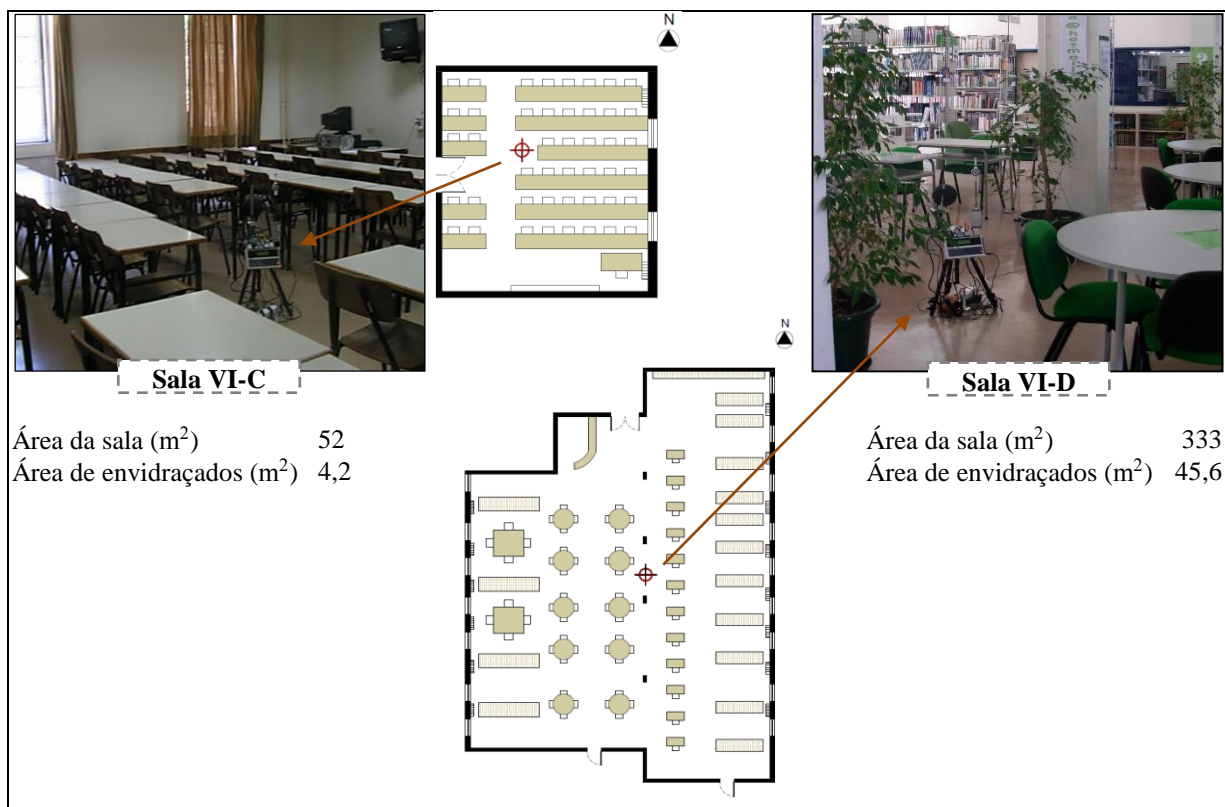 N
a@hotma
Sala VI-C
N
Sala VI-D
Área da sala (m²) 52
Área de envidraçados (m²) 4,2
Área da sala (m²) 333
Área de envidraçados (m²) 45,6